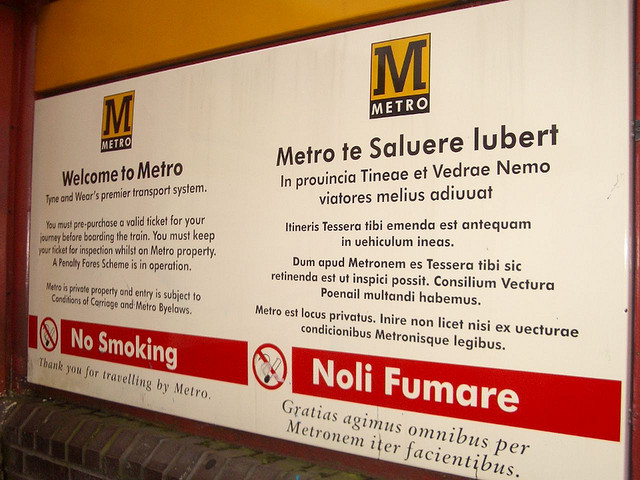 M
METRO
Welcome to Metro
Tyne and Wear's premier transport system.
You must pre-purchase a valid ticket for your
journey before boarding the train. You must keep
your ticket for inspection whilst on Metro property.
A Penalty Fares Scheme is in operation.
Metro is private property and entry is subject to
Conditions of Carriage and Metro Byelaws.
No Smoking
Thank you for travelling by Metro.
M
METRO
Metro te Saluere Iubert
In prouincia Tineae et Vedrae Nemo
viatores melius adiuuat
Itineris Tessera tibi emenda est antequam
in uehiculum ineas.
Dum apud Metronem es Tessera tibi sic
retinenda est ut inspici possit. Consilium Vectura
Poenail multandi habemus.
Metro est locus privatus. Inire non licet nisi ex uecturae
condicionibus Metronisque legibus.
Noli Fumare
Gratias agimus omnibus per
Metronem iter facientibus.